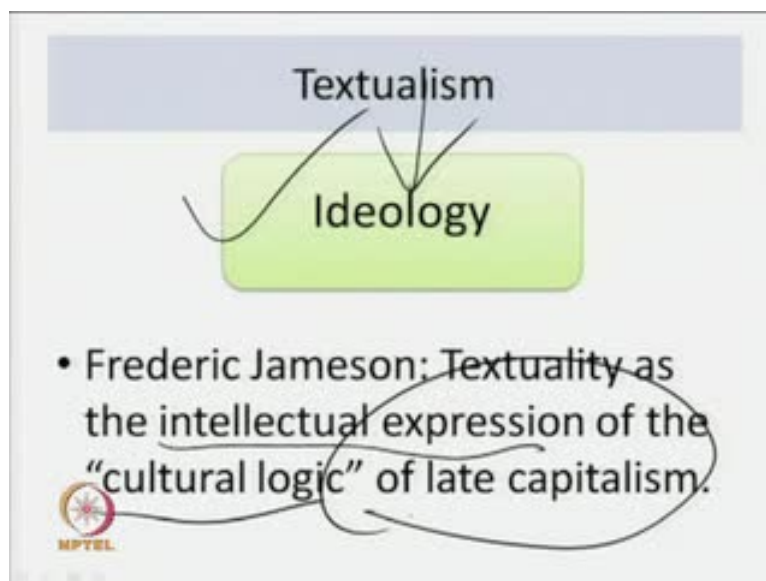 Textualism
Ideology
• Frederic Jameson: Textuality as
the intellectual expression of the
“cultural logic” of late capitalism.
NPTEL